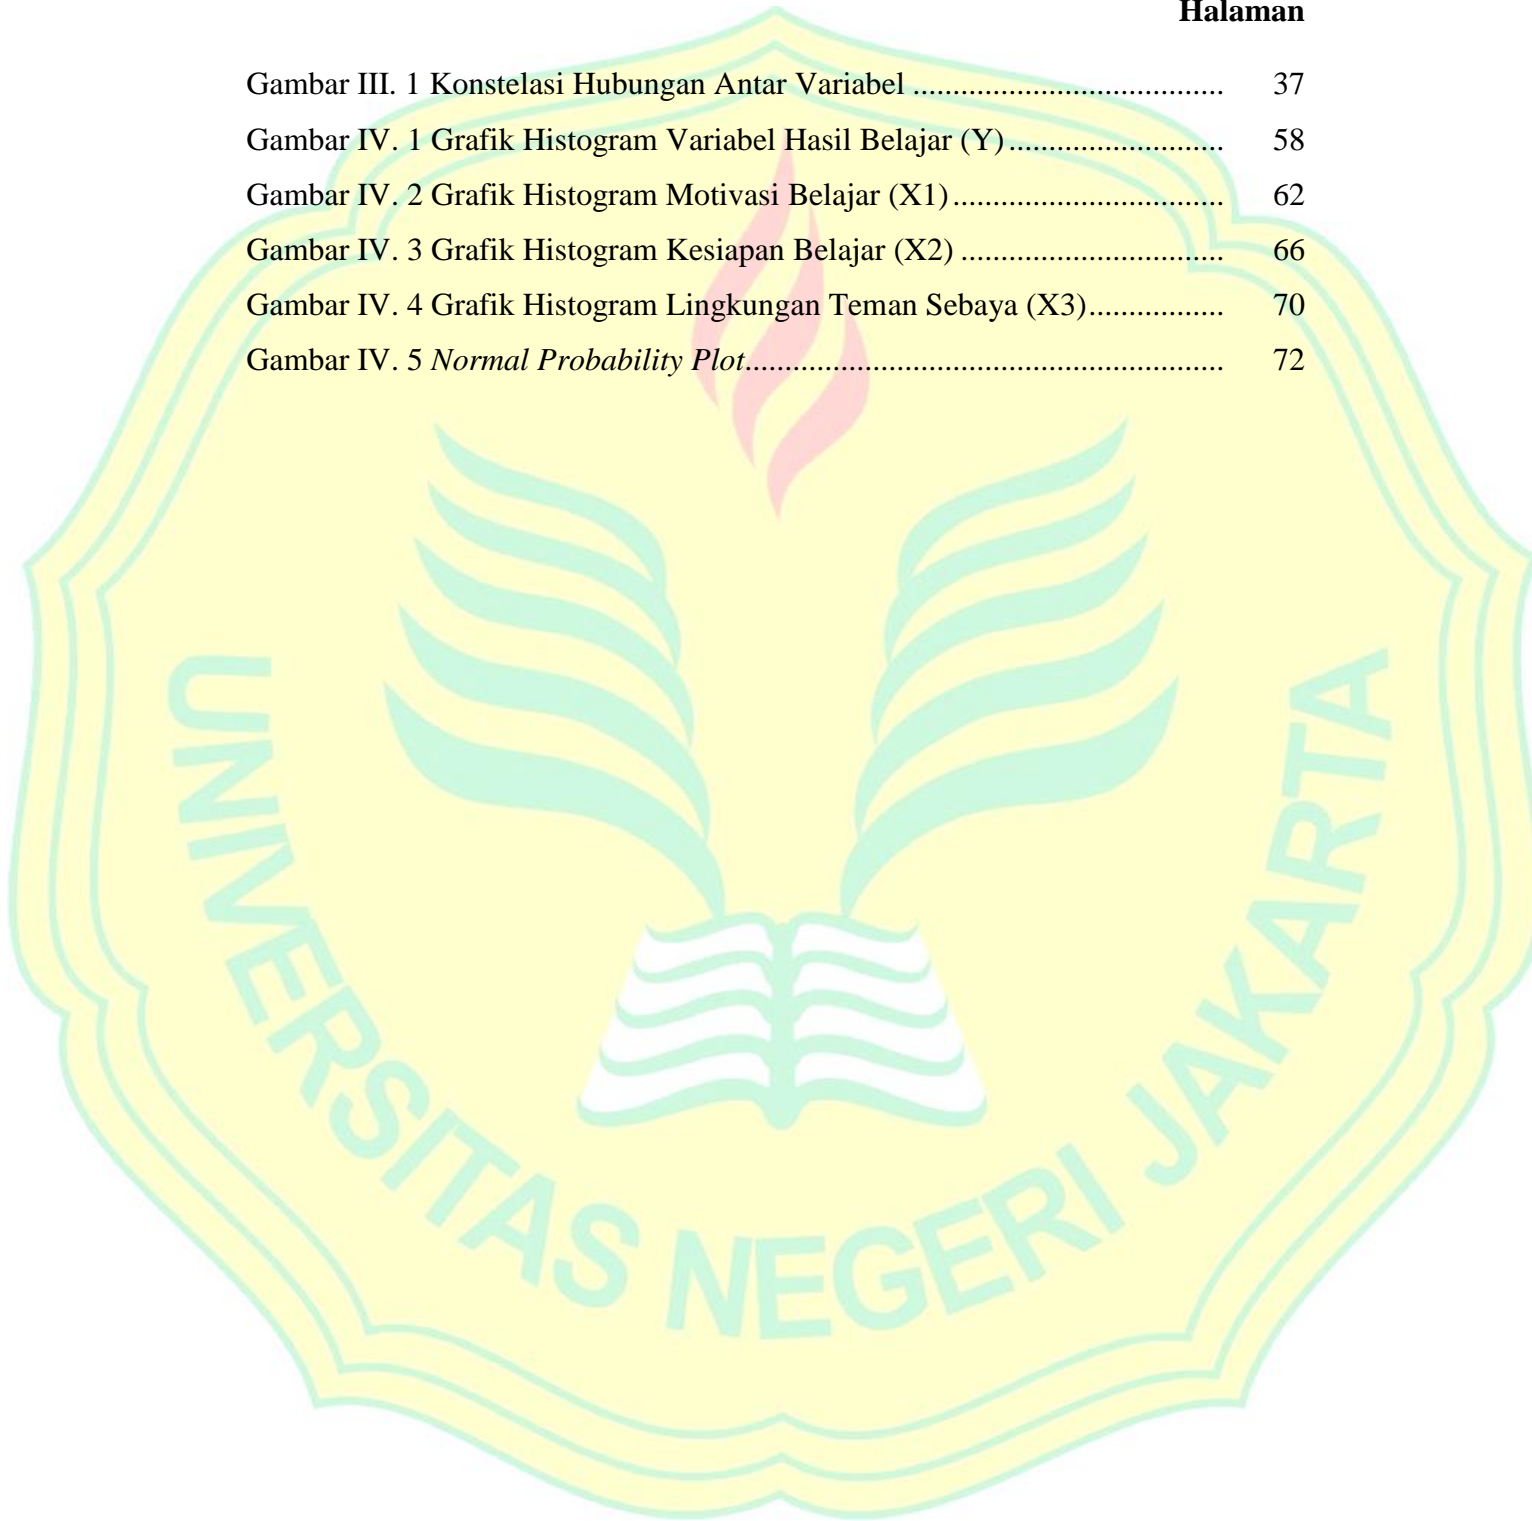 Halaman
Gambar III. 1 Konstelasi Hubungan Antar Variabel ...................................... 37
Gambar IV. 1 Grafik Histogram Variabel Hasil Belajar (Y) .......................... 58
Gambar IV. 2 Grafik Histogram Motivasi Belajar (X1) ................................. 62
Gambar IV. 3 Grafik Histogram Kesiapan Belajar (X2) ................................ 66
Gambar IV. 4 Grafik Histogram Lingkungan Teman Sebaya (X3)................. 70
Gambar IV. 5 Normal Probability Plot........................................................... 72
UNIVERSITAS NEGERI JAKARTA